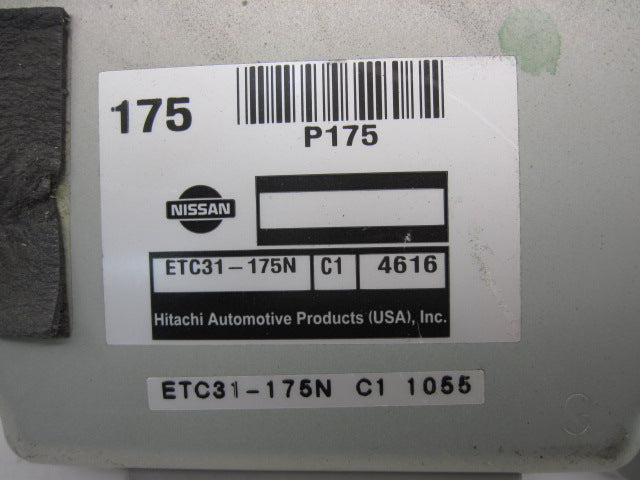 175
P175
NISSAN
ETC31-175N C1 4616
Hitachi Automotive Products (USA), Inc.
ETC31-175N C1 1055